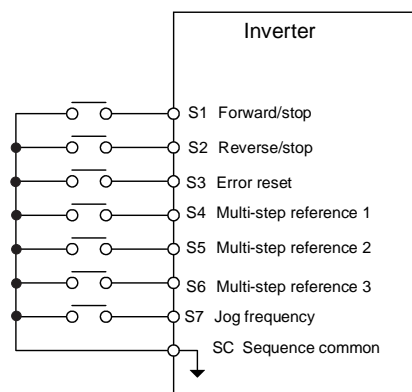 Inverter
S1 Forward/stop
S2 Reverse/stop
S3 Error reset
S4 Multi-step reference 1
S5 Multi-step reference 2
S6 Multi-step reference 3
S7 Jog frequency
SC Sequence common